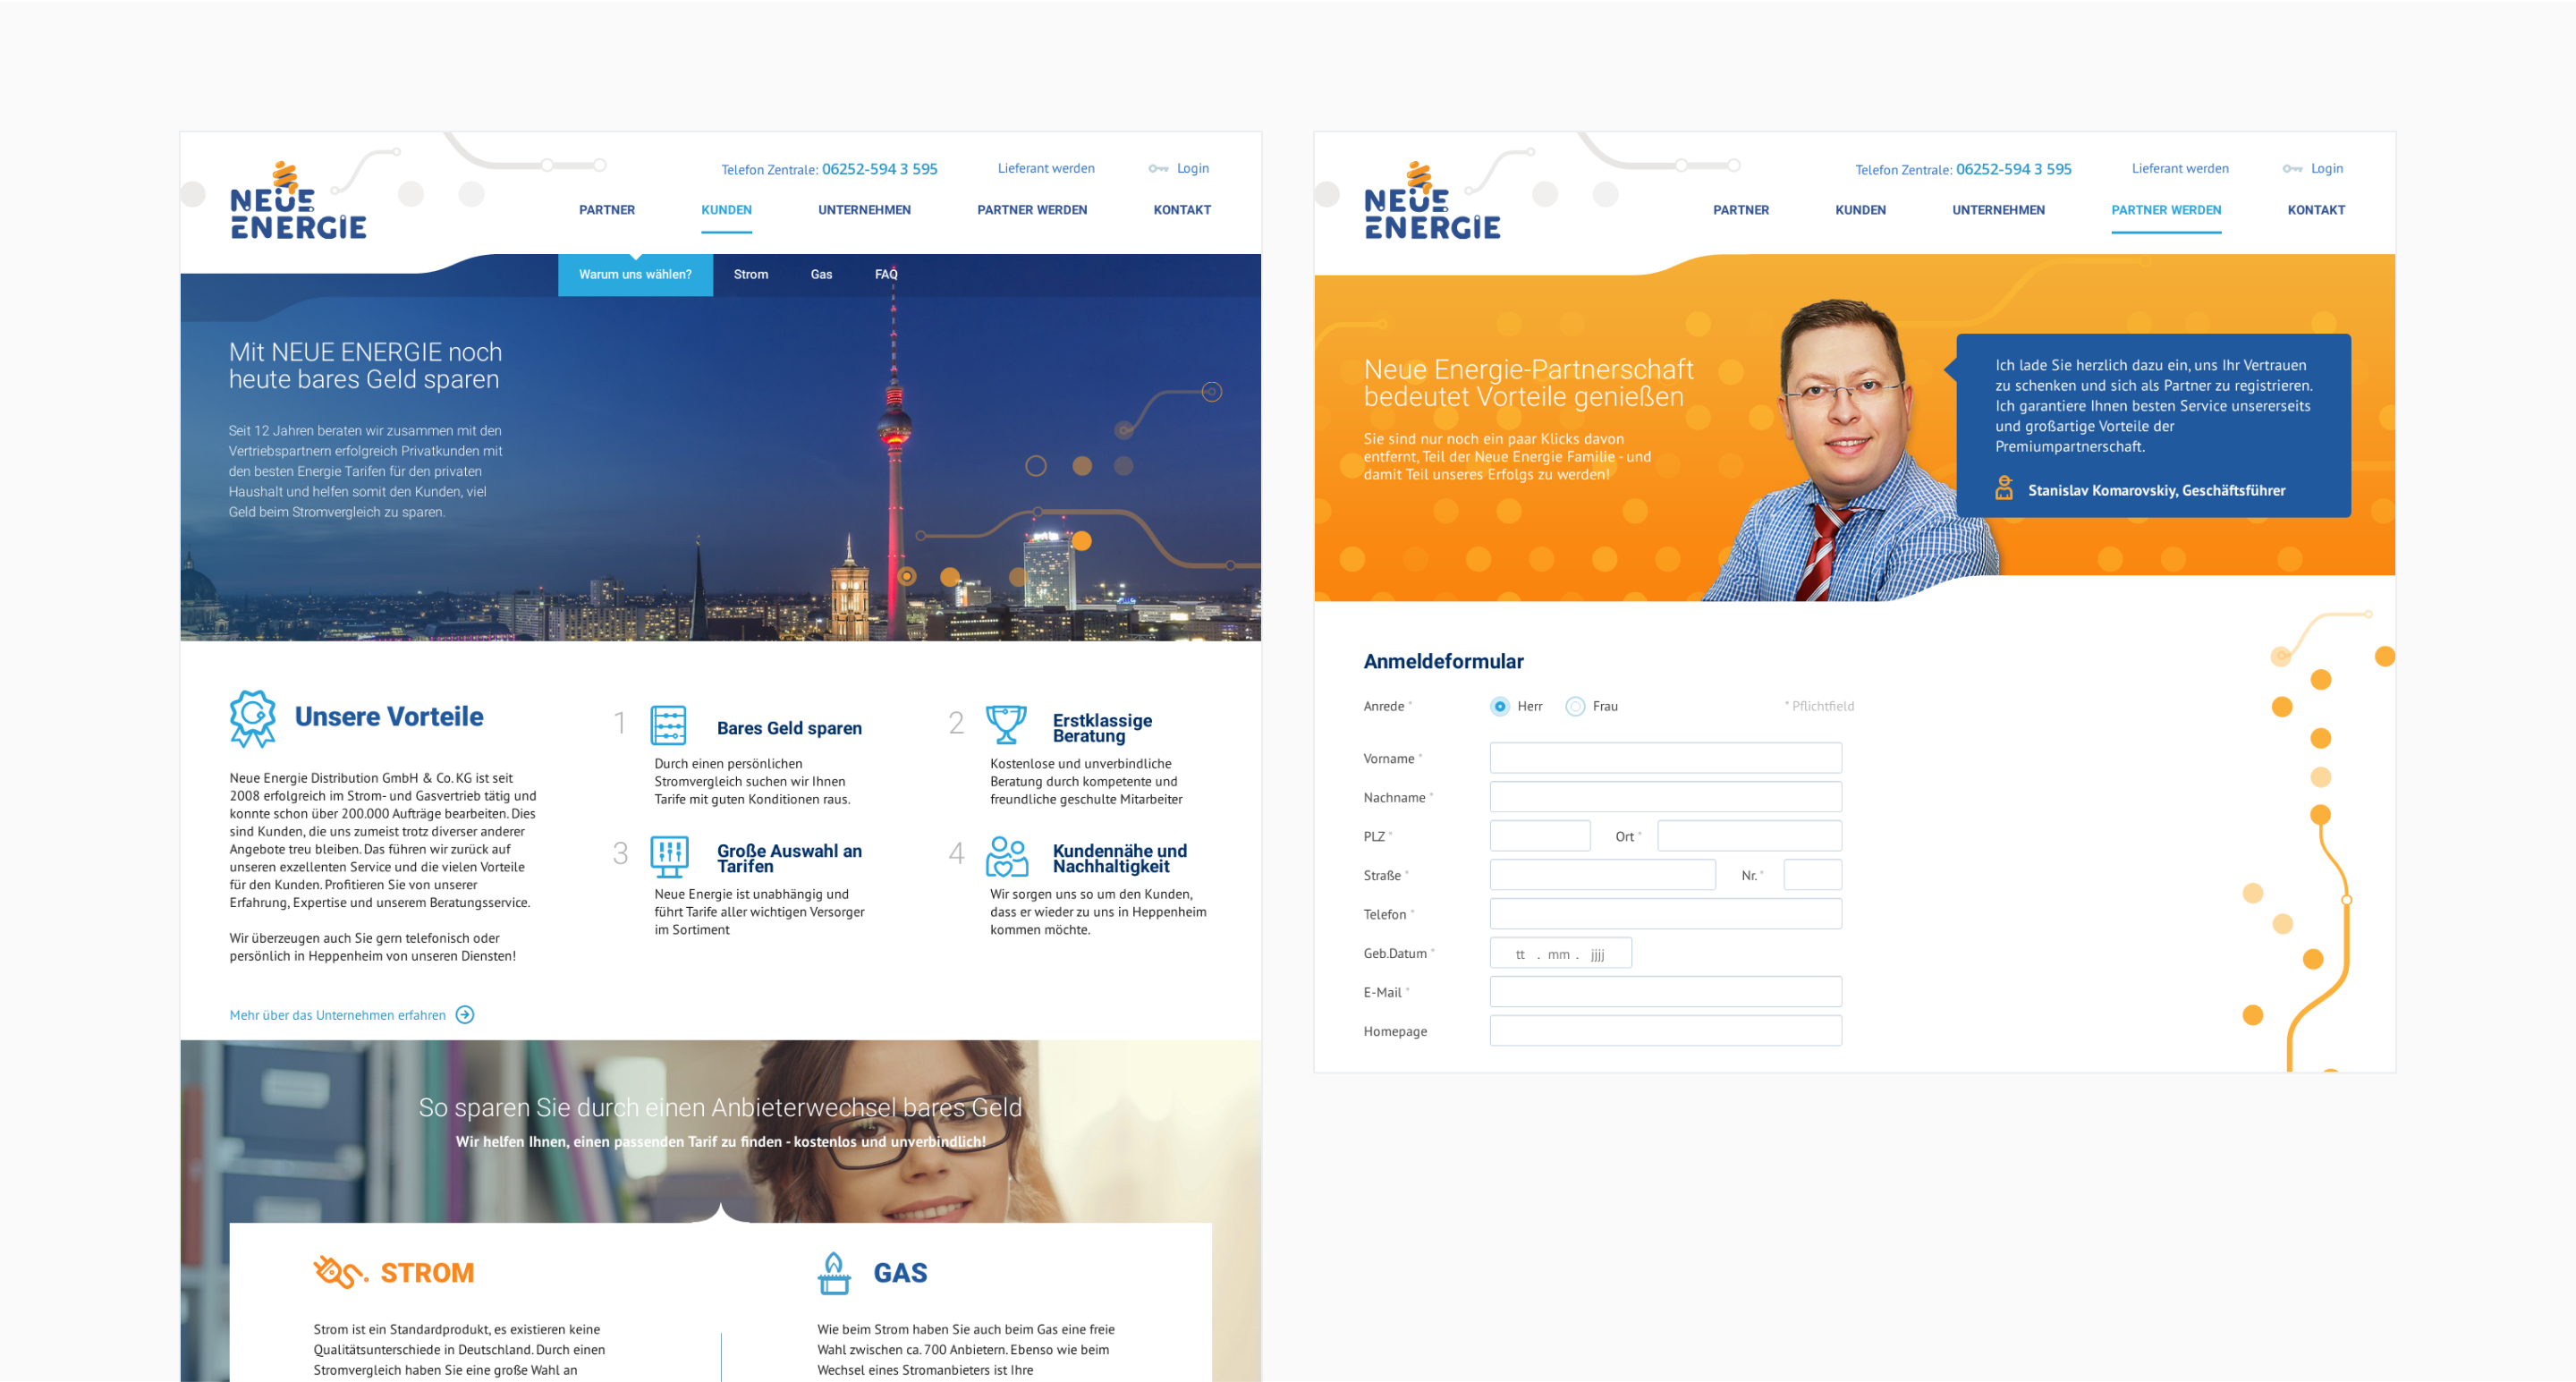 NEUE
ENERGIE
Telefon Zentrale: 06252-594 3 595
Lieferant werden
Login
PARTNER
KUNDEN
UNTERNEHMEN
PARTNER WERDEN
KONTAKT
Warum uns wählen?
Strom
Gas
FAQ
Mit NEUE ENERGIE noch
heute bares Geld sparen
Seit 12 Jahren beraten wir zusammen mit den
Vertriebspartnern erfolgreich Privatkunden mit
den besten Energie Tarifen für den privaten
Haushalt und helfen somit den Kunden, viel
Geld beim Stromvergleich zu sparen.
Unsere Vorteile
Neue Energie Distribution GmbH & Co. KG ist seit
2008 erfolgreich im Strom- und Gasvertrieb tätig und
konnte schon über 200.000 Aufträge bearbeiten. Dies
sind Kunden, die uns zumeist trotz diverser anderer
Angebote treu bleiben. Das führen wir zurück auf
unseren exzellenten Service und die vielen Vorteile
für den Kunden. Profitieren Sie von unserer
Erfahrung, Expertise und unserem Beratungsservice.
Wir überzeugen auch Sie gern telefonisch oder
persönlich in Heppenheim von unseren Diensten!
Mehr über das Unternehmen erfahren
1
Bares Geld sparen
Durch einen persönlichen
Stromvergleich suchen wir Ihnen
Tarife mit guten Konditionen raus.
2
Erstklassige
Beratung
Kostenlose und unverbindliche
Beratung durch kompetente und
freundliche geschulte Mitarbeiter
3
Große Auswahl an
Tarifen
Neue Energie ist unabhängig und
führt Tarife aller wichtigen Versorger
im Sortiment
4
Kundennähe und
Nachhaltigkeit
Wir sorgen uns so um den Kunden,
dass er wieder zu uns in Heppenheim
kommen möchte.
So sparen Sie durch einen Anbieterwechsel bares Geld
Wir helfen Ihnen, einen passenden Tarif zu finden - kostenlos und unverbindlich!
STROM
Strom ist ein Standardprodukt, es existieren keine
Qualitätsunterschiede in Deutschland. Durch einen
Stromvergleich haben Sie eine große Wahl an
GAS
Wie beim Strom haben Sie auch beim Gas eine freie
Wahl zwischen ca. 700 Anbietern. Ebenso wie beim
Wechsel eines Stromanbieters ist Ihre
NEUE
ENERGIE
Telefon Zentrale: 06252-594 3 595
Lieferant werden
Login
PARTNER
KUNDEN
UNTERNEHMEN
PARTNER WERDEN
KONTAKT
Neue Energie-Partnerschaft
bedeutet Vorteile genießen
Sie sind nur noch ein paar Klicks davon
entfernt, Teil der Neue Energie Familie - und
damit Teil unseres Erfolgs zu werden!
Ich lade Sie herzlich dazu ein, uns Ihr Vertrauen
zu schenken und sich als Partner zu registrieren.
Ich garantiere Ihnen besten Service unsererseits
und großartige Vorteile der
Premiumpartnerschaft.
Stanislav Komarovskiy, Geschäftsführer
Anmeldeformular
Anrede *
Herr
Frau
* Pflichtfield
Vorname *
Nachname *
PLZ *
Ort *
Straße *
Nr. *
Telefon *
Geb.Datum *
tt . mm . jjjj
E-Mail *
Homepage